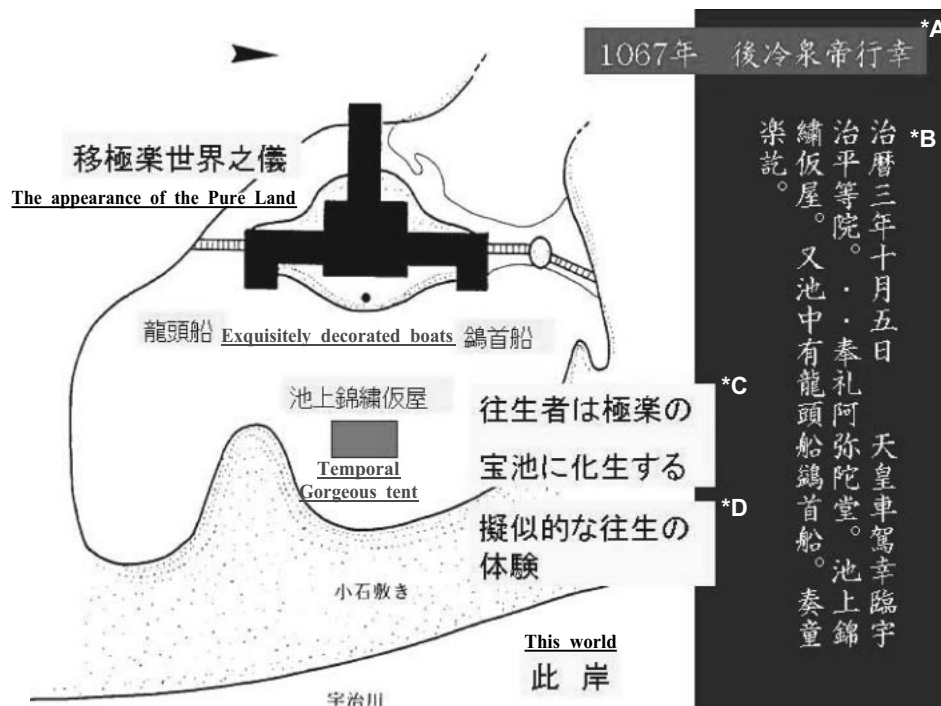 *A
1067年 後冷泉帝行幸
*B
治暦三年十月五日 天皇車駕幸臨宇
治平等院。・・奉礼阿弥陀堂。池上錦
繍仮屋。又池中有龍頭船鷁首船。奏童
楽訖。
移極楽世界之儀
The appearance of the Pure Land
龍頭船 Exquisitely decorated boats 鷁首船
池上錦繍仮屋
Temporal
Gorgeous tent
*C
往生者は極楽の
宝池に化生する
*D
擬似的な往生の
体験
小石敷き
This world
此岸
宇治川